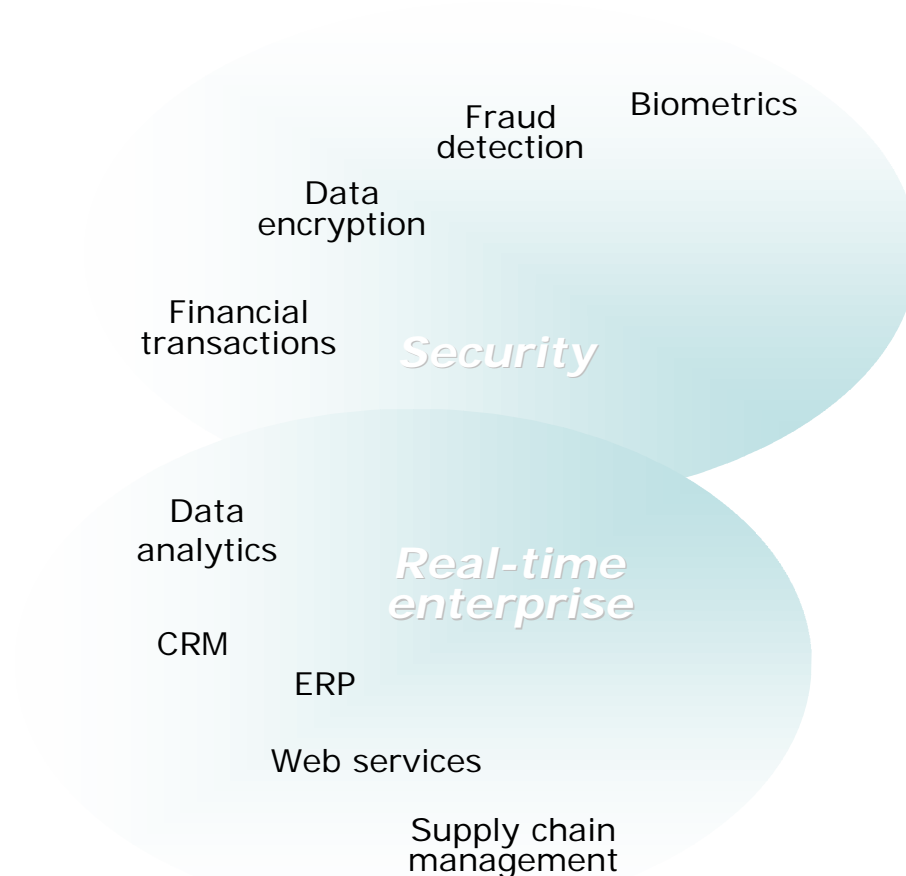 Biometrics
Fraud
detection
Data
encryption
Financial
transactions
Security
Data
analytics
Real-time
enterprise
CRM
ERP
Web services
Supply chain
management